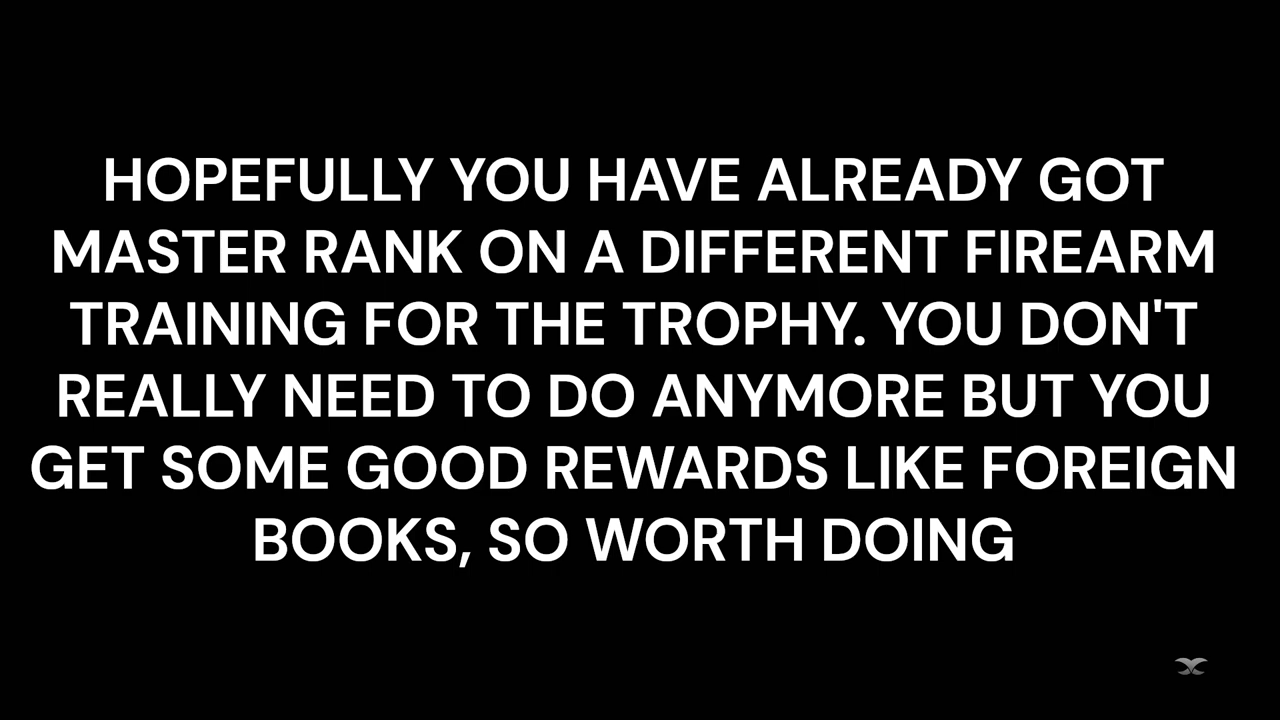 HOPEFULLY YOU HAVE ALREADY GOT
MASTER RANK ON A DIFFERENT FIREARM
TRAINING FOR THE TROPHY. YOU DON'T
REALLY NEED TO DO ANYMORE BUT YOU
GET SOME GOOD REWARDS LIKE FOREIGN
BOOKS, SO WORTH DOING